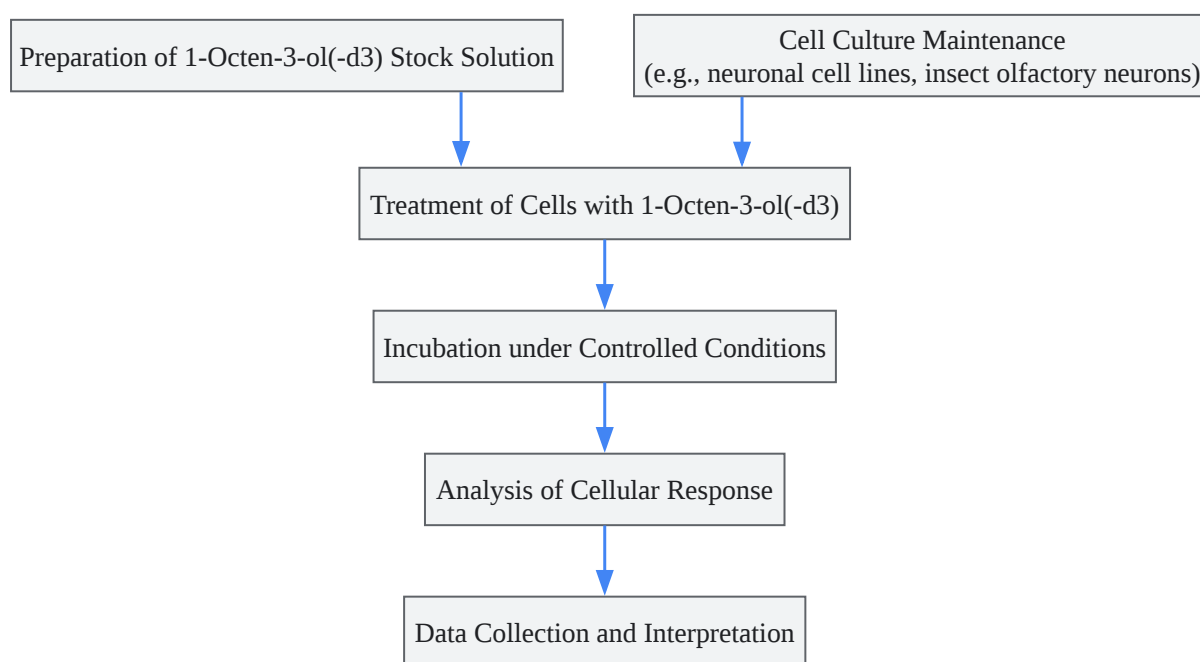 Preparation of 1-Octen-3-ol(-d3) Stock Solution
Cell Culture Maintenance
(e.g., neuronal cell lines, insect olfactory neurons)
Treatment of Cells with 1-Octen-3-ol(-d3)
Incubation under Controlled Conditions
Analysis of Cellular Response
Data Collection and Interpretation